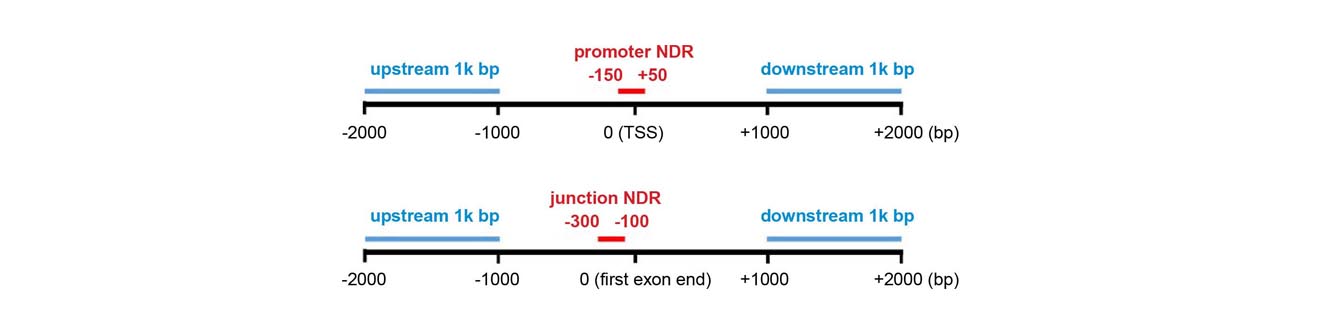 promoter NDR
upstream 1k bp -150 +50 downstream 1k bp
-2000 -1000 0 (TSS) +1000 +2000 (bp)
junction NDR
upstream 1k bp -300 -100 downstream 1k bp
-2000 -1000 0 (first exon end) +1000 +2000 (bp)